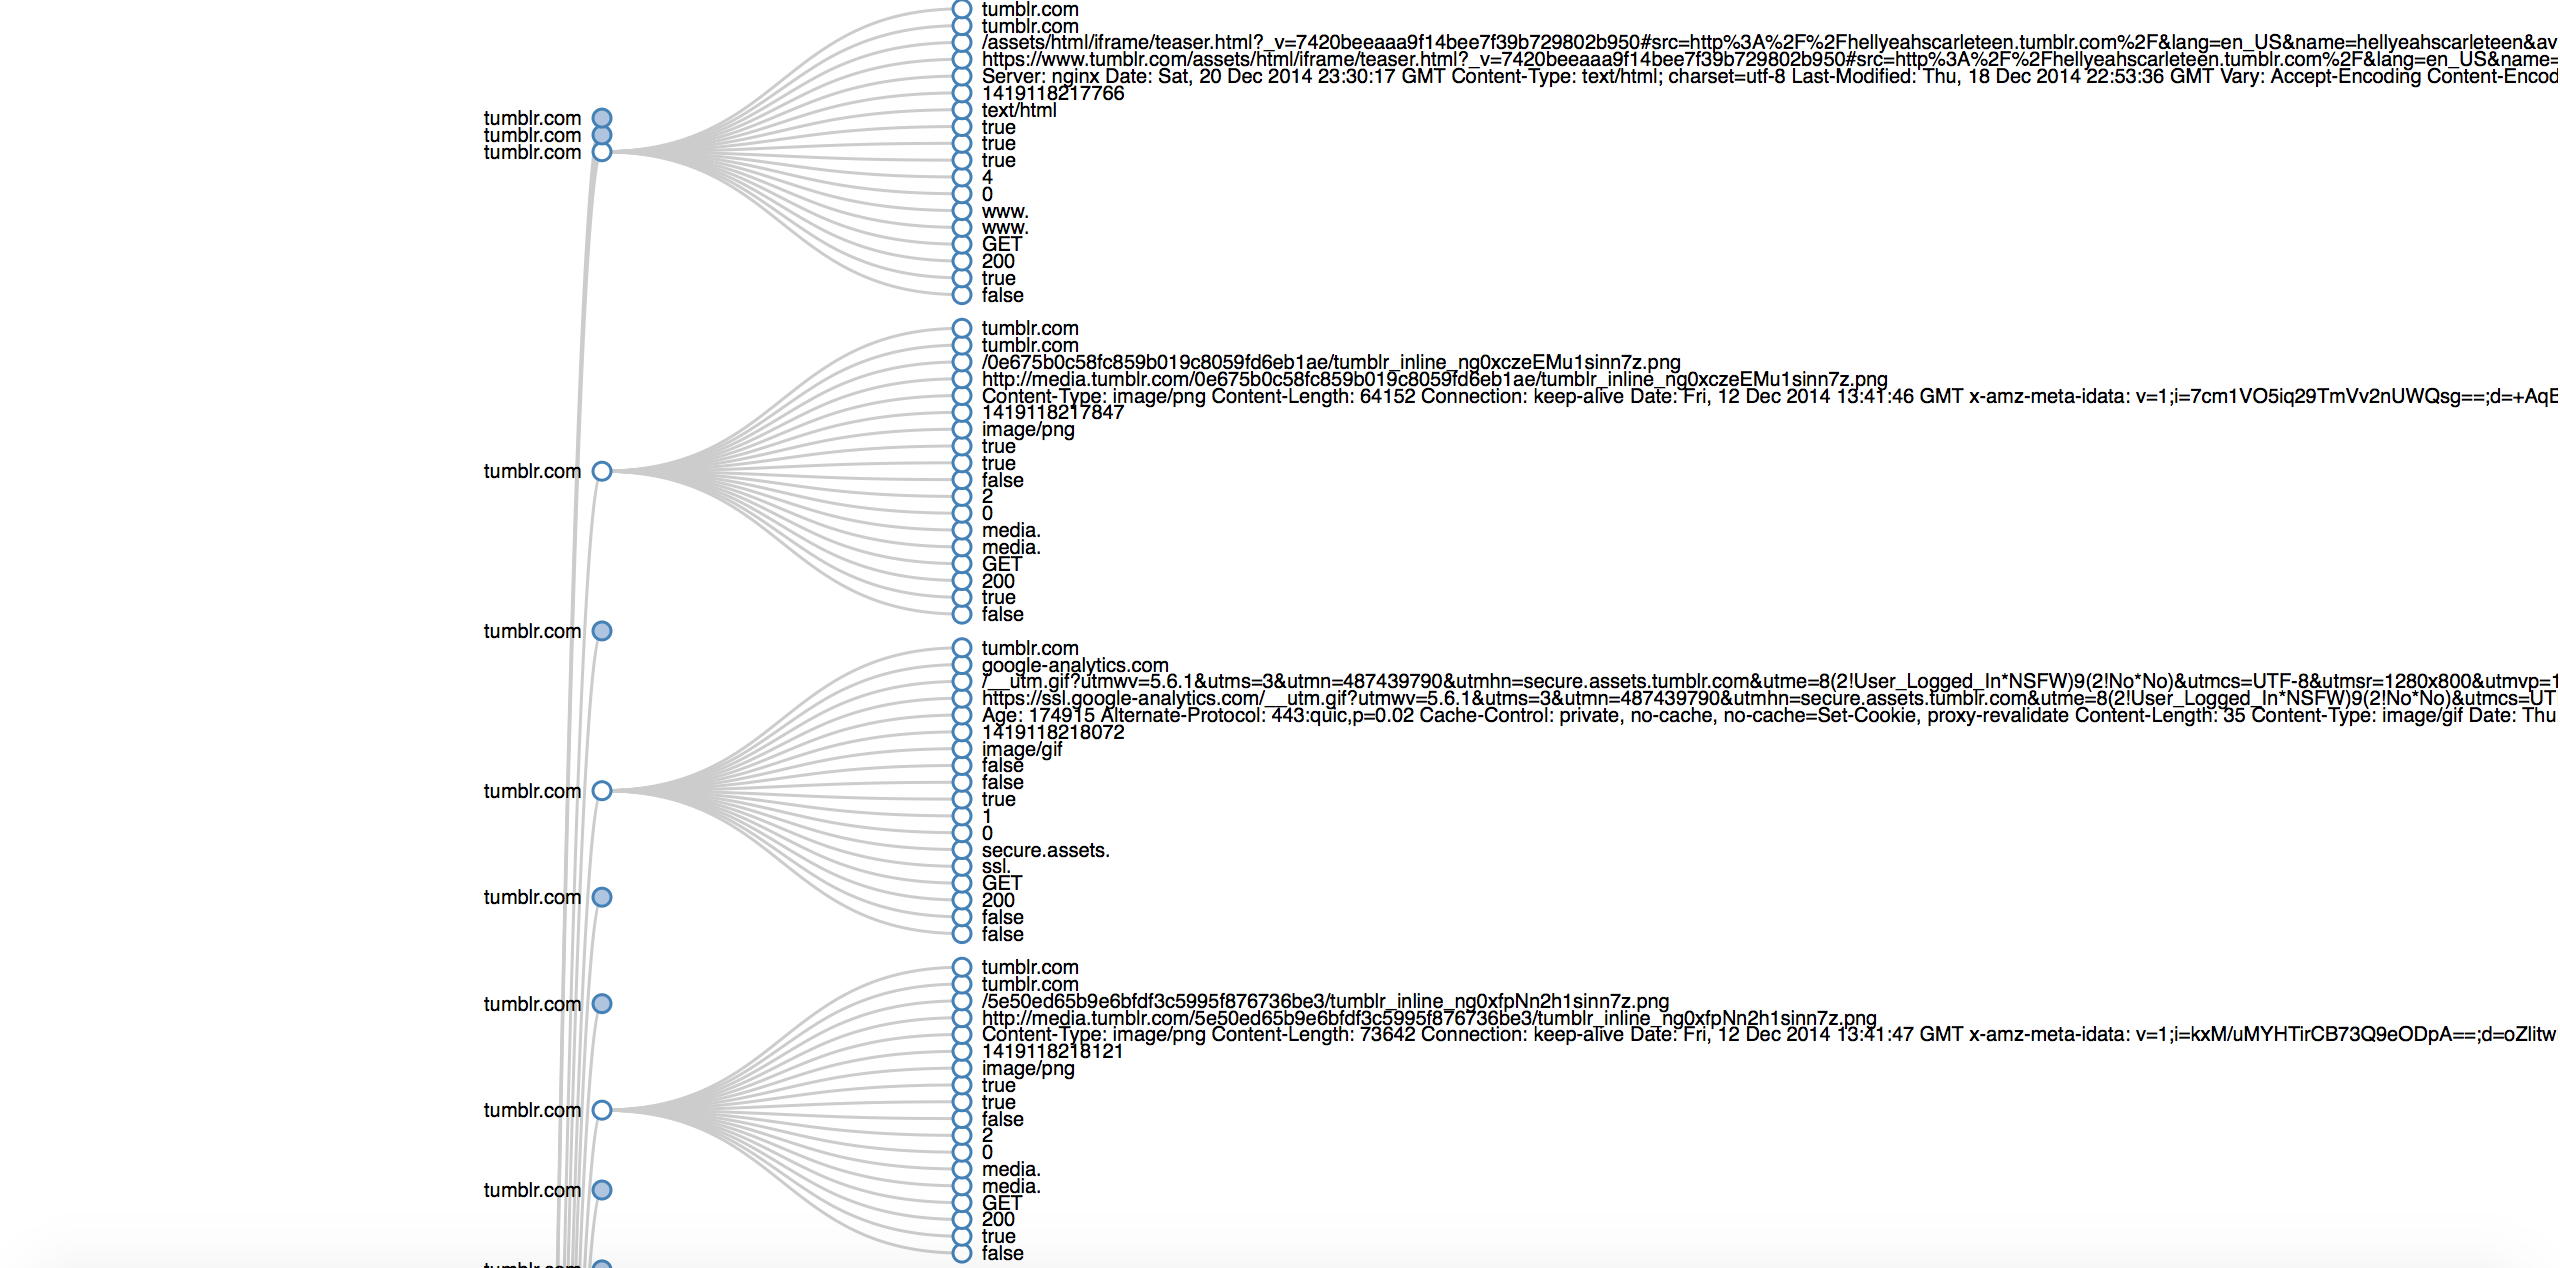 tumblr.com
tumblr.com
/assets/html/iframe/teaser.html?_v=7420beeaaa9f14bee7f39b729802b950#src=http%3A%2F%2Fhellyeahscarleteen.tumblr.com%2F&lang=en_US&name=hellyeahscarleteen&av
https://www.tumblr.com/assets/html/iframe/teaser.html?_v=7420beeaaa9f14bee7f39b729802b950#src=http%3A%2F%2Fhellyeahscarleteen.tumblr.com%2F&lang=en_US&name=
Server: nginx Date: Sat, 20 Dec 2014 23:30:17 GMT Content-Type: text/html; charset=utf-8 Last-Modified: Thu, 18 Dec 2014 22:53:36 GMT Vary: Accept-Encoding Content-Encod
1419118217766
text/html
true
true
true
4
0
www.
www.
GET
200
true
false
tumblr.com
tumblr.com
tumblr.com
tumblr.com
tumblr.com
/0e675b0c58fc859b019c8059fd6eb1ae/tumblr_inline_ng0xczeEMu1sinn7z.png
http://media.tumblr.com/0e675b0c58fc859b019c8059fd6eb1ae/tumblr_inline_ng0xczeEMu1sinn7z.png
Content-Type: image/png Content-Length: 64152 Connection: keep-alive Date: Fri, 12 Dec 2014 13:41:46 GMT x-amz-meta-idata: v=1;i=7cm1VO5iq29TmVv2nUWQsg==;d=+AqE
1419118217847
image/png
true
true
false
2
0
media.
media.
GET
200
true
false
tumblr.com
tumblr.com
tumblr.com
google-analytics.com
/__utm.gif?utmwv=5.6.1&utms=3&utmn=487439790&utmhn=secure.assets.tumblr.com&utme=8(2!User_Logged_In*NSFW)9(2!No*No)&utmcs=UTF-8&utmsr=1280x800&utmvp=1
https://ssl.google-analytics.com/__utm.gif?utmwv=5.6.1&utms=3&utmn=487439790&utmhn=secure.assets.tumblr.com&utme=8(2!User_Logged_In*NSFW)9(2!No*No)&utmcs=UT
Age: 174915 Alternate-Protocol: 443:quic,p=0.02 Cache-Control: private, no-cache, no-cache=Set-Cookie, proxy-revalidate Content-Length: 35 Content-Type: image/gif Date: Thu
1419118218072
image/gif
false
false
true
1
0
secure.assets.
ssl.
GET
200
false
false
tumblr.com
tumblr.com
tumblr.com
tumblr.com
tumblr.com
/5e50ed65b9e6bfdf3c5995f876736be3/tumblr_inline_ng0xfpNn2h1sinn7z.png
http://media.tumblr.com/5e50ed65b9e6bfdf3c5995f876736be3/tumblr_inline_ng0xfpNn2h1sinn7z.png
Content-Type: image/png Content-Length: 73642 Connection: keep-alive Date: Fri, 12 Dec 2014 13:41:47 GMT x-amz-meta-idata: v=1;i=kxM/uMYHTirCB73Q9eODpA==;d=oZlitw
1419118218121
image/png
true
true
false
2
0
media.
media.
GET
200
true
false
tumblr.com
tumblr.com
tumblr.com